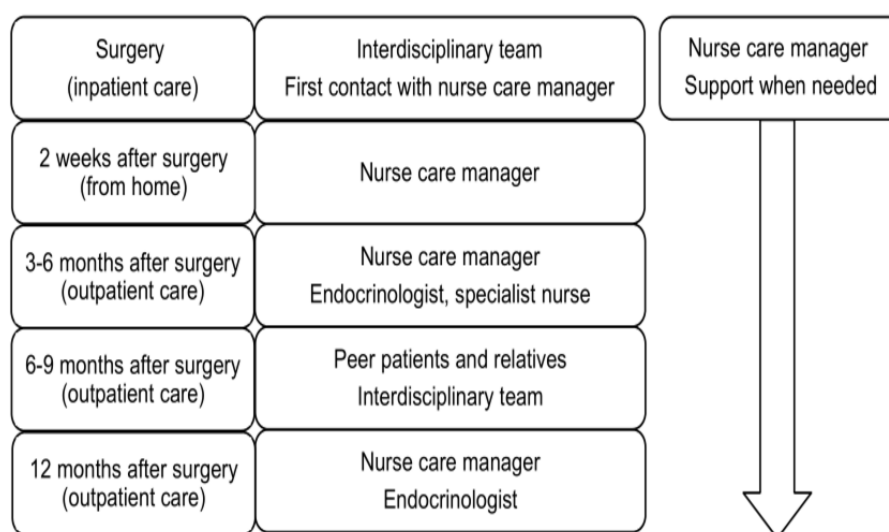 Surgery
(inpatient care)
Interdisciplinary team
First contact with nurse care manager
Nurse care manager
Support when needed
2 weeks after surgery
(from home)
Nurse care manager
3-6 months after surgery
(outpatient care)
Nurse care manager
Endocrinologist, specialist nurse
6-9 months after surgery
(outpatient care)
Peer patients and relatives
Interdisciplinary team
12 months after surgery
(outpatient care)
Nurse care manager
Endocrinologist